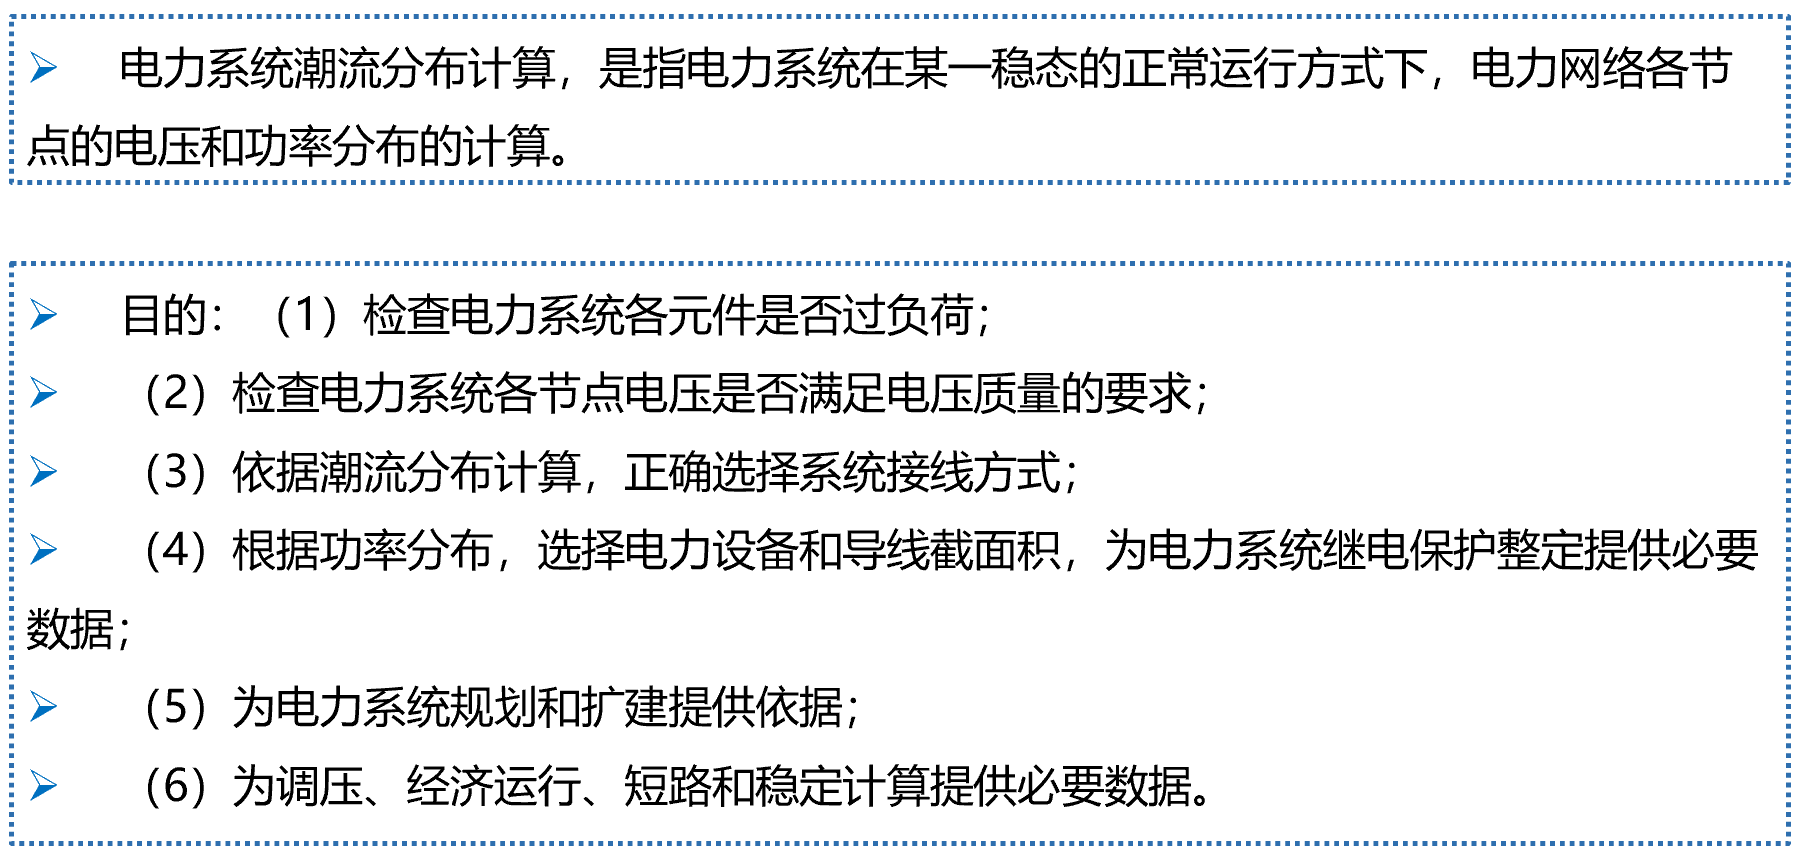 电力系统潮流分布计算，是指电力系统在某一稳态的正常运行方式下，电力网络各节
点的电压和功率分布的计算。
目的：（1）检查电力系统各元件是否过负荷；
（2）检查电力系统各节点电压是否满足电压质量的要求；
（3）依据潮流分布计算，正确选择系统接线方式；
（4）根据功率分布，选择电力设备和导线截面积，为电力系统继电保护整定提供必要
数据；
（5）为电力系统规划和扩建提供依据；
（6）为调压、经济运行、短路和稳定计算提供必要数据。